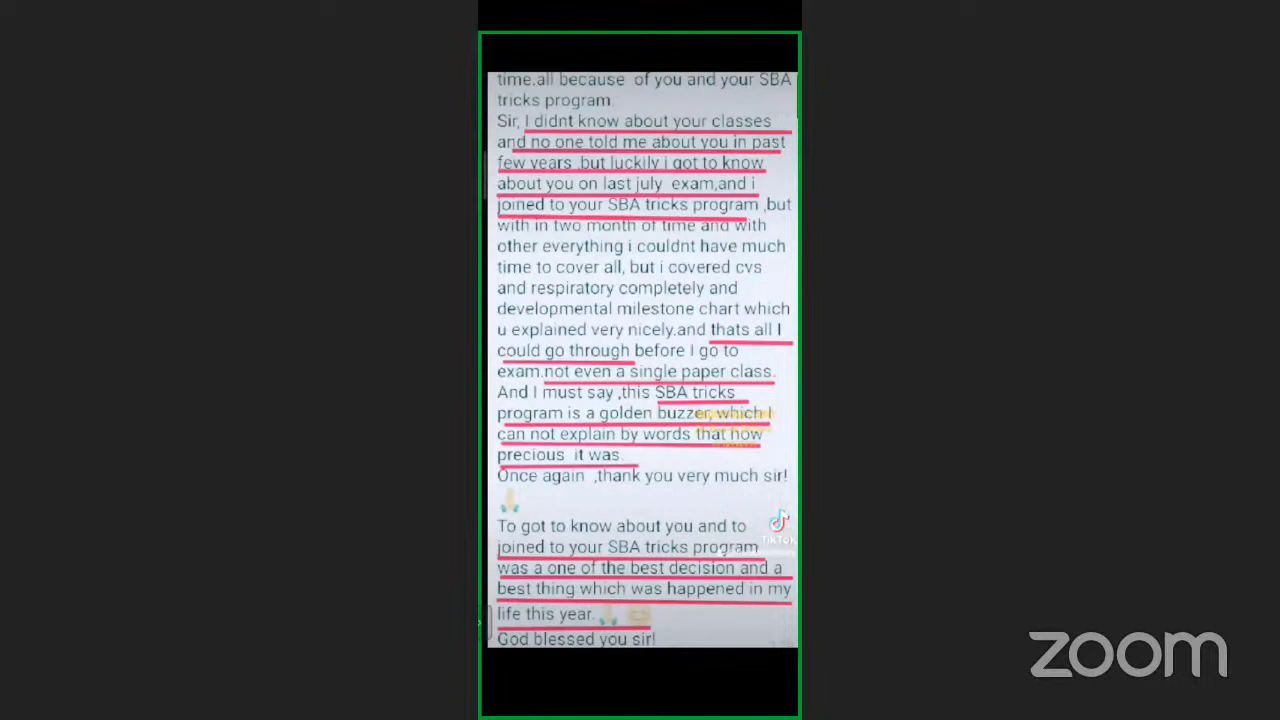 time.all because of you and your SBA
tricks program.
Sir, I didnt know about your classes
and no one told me about you in past
few years ,but luckily i got to know
about you on last july exam,and i
joined to your SBA tricks program ,but
with in two month of time and with
other everything i couldnt have much
time to cover all, but i covered cvs
and respiratory completely and
developmental milestone chart which
u explained very nicely.and thats all I
could go through before I go to
exam.not even a single paper class.
And I must say ,this SBA tricks
program is a golden buzzer, which I
can not explain by words that how
precious it was.
Once again ,thank you very much sir!
To got to know about you and to
TikTok
joined to your SBA tricks program
was a one of the best decision and a
best thing which was happened in my
life this year.
God blessed you sir!
zoom